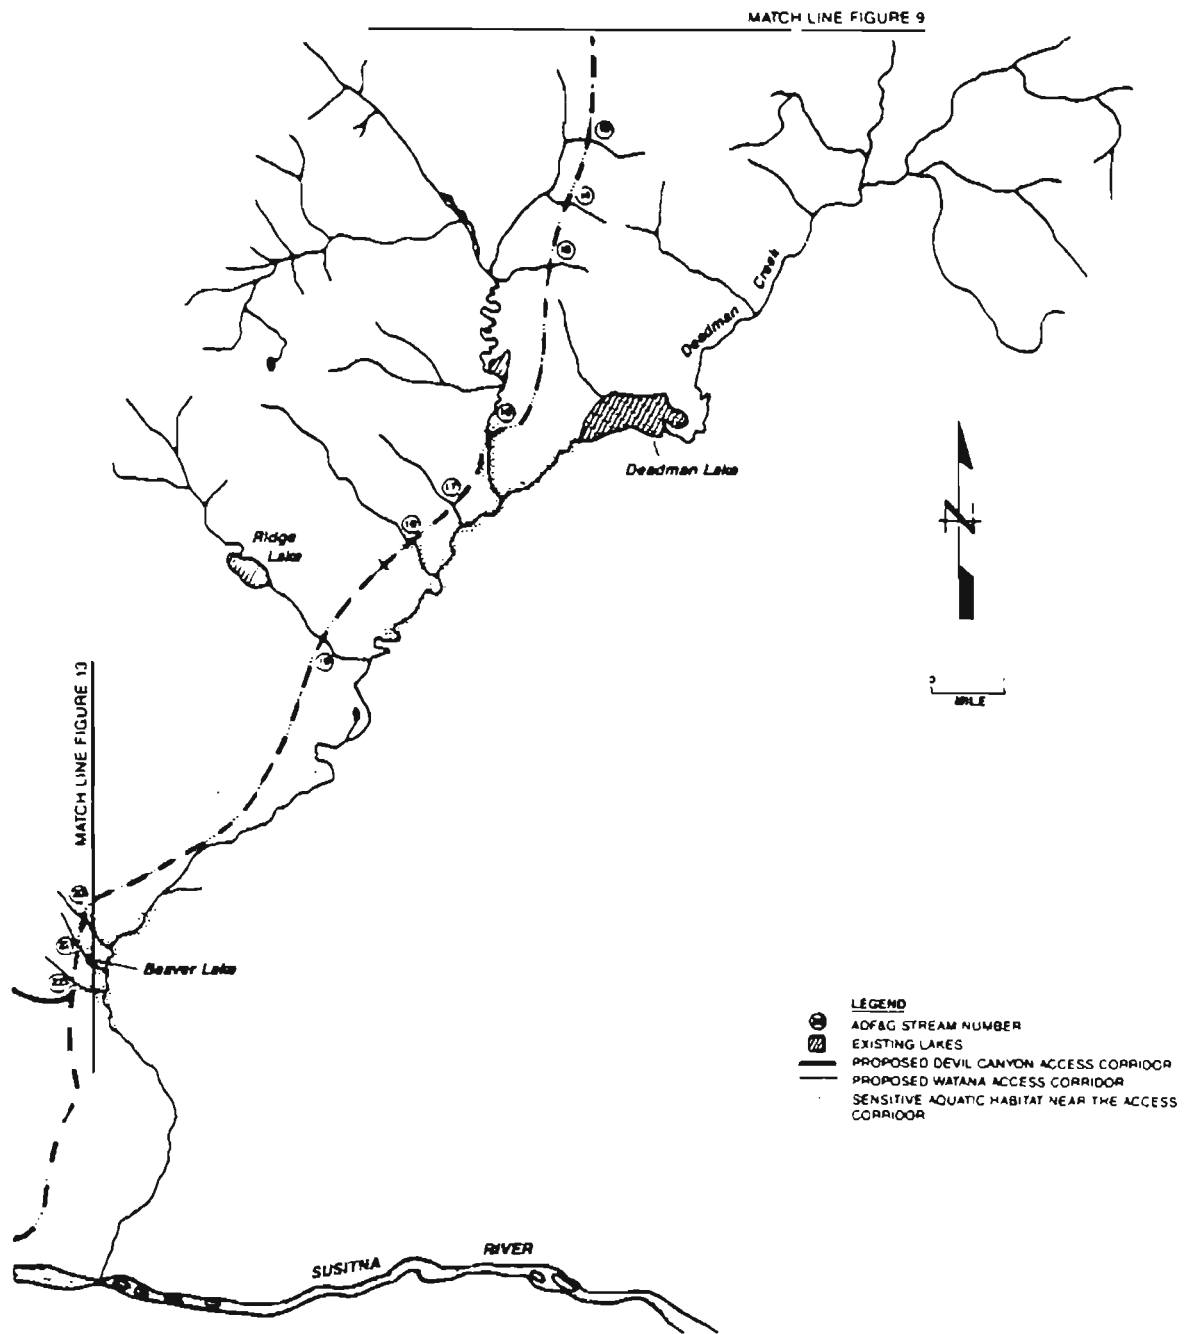 MATCH LINE FIGURE 9
Deadman Creek
Deadman Lake
17
Ridge
Lake
MATCH LINE FIGURE 13
0
MILE
Beaver Lake
LEGEND
ADF&G STREAM NUMBER
EXISTING LAKES
PROPOSED DEVIL CANYON ACCESS CORRIDOR
PROPOSED WATANA ACCESS CORRIDOR
SENSITIVE AQUATIC HABITAT NEAR THE ACCESS
CORRIDOR
SUSITNA RIVER